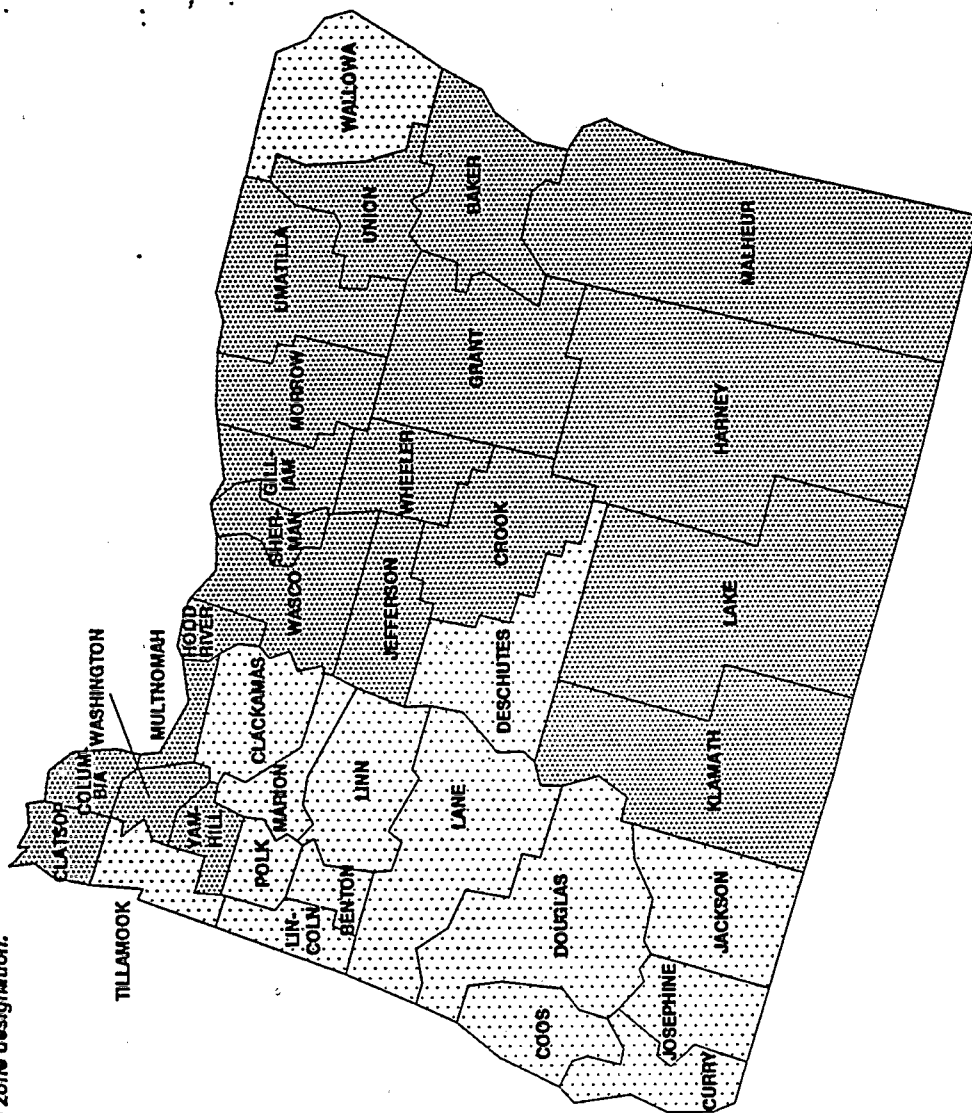 zone designation.
CLATSOP
COLUM-
BIA
WASHINGTON
MULTNOMAH
TILLAMOOK
YAM-
HILL
HOOD
RIVER
CLACKAMAS
WASCO
SHER-
MAN
GILL-
IAM
MORROW
UMATILLA
WALLOWA
UNION
BAKER
POLK
MARION
LIN-
COLN
BENTON
LINN
JEFFERSON
WHEELER
GRANT
CROOK
DESCHUTES
LANE
DOUGLAS
COOS
CURRY
JOSEPHINE
JACKSON
KLAMATH
LAKE
HARNEY
MALHEUR